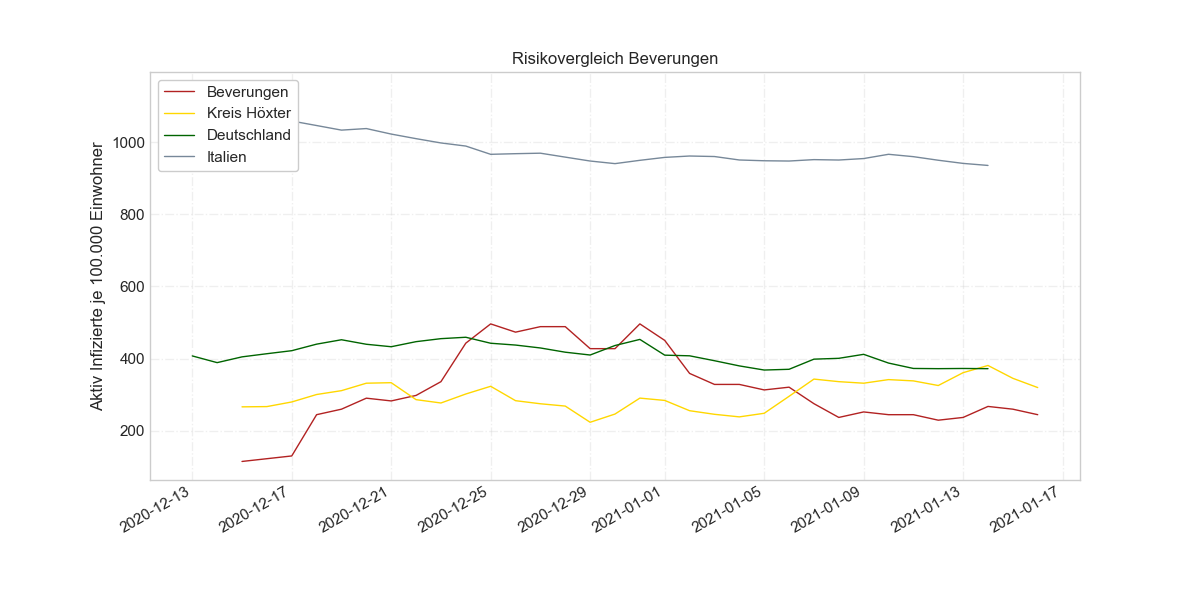 Risikovergleich Beverungen
Beverungen
Kreis Höxter
Deutschland
Italien
Aktiv Infizierte je 100.000 Einwohner
1000
800
600
400
200
2020-12-13
2020-12-17
2020-12-21
2020-12-25
2020-12-29
2021-01-01
2021-01-05
2021-01-09
2021-01-13
2021-01-17